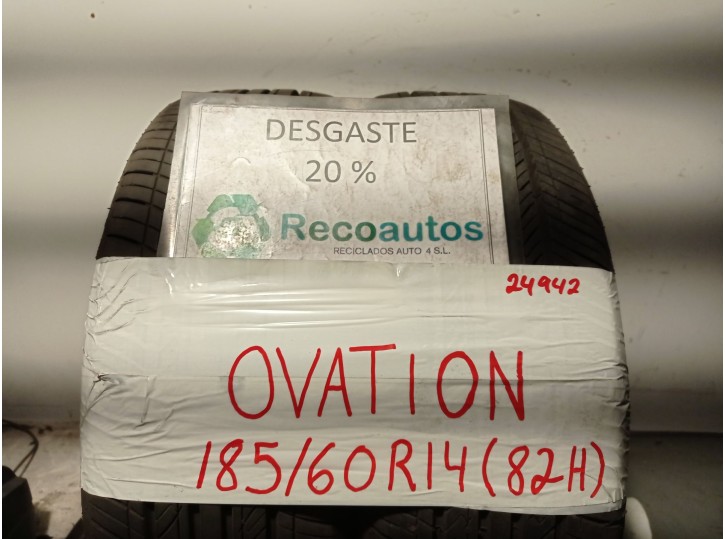 DESGASTE
20 %
Recoautos
RECICLADOS AUTO 4 S.L.
24942
OVATION
185/60R14 (82H)